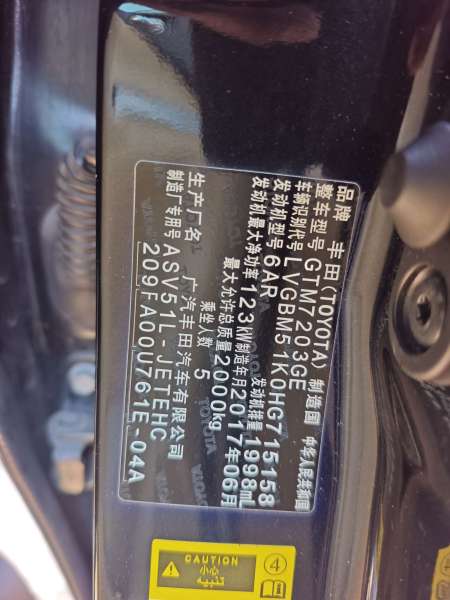 品牌 丰田(TOYOTA) 制造国 中华人民共和国
整车型号 GTM7203GE
车辆识别代号 LVGBM51K0HG715158
发动机型号 6AR 发动机排量 1998mL
发动机最大净功率 123kW 制造年月 2017年06月
最大允许总质量 2000kg
乘坐人数 5
生产厂名 广汽丰田汽车有限公司
制造厂专用号 ASV51L-JETEHC
209FA00U761E-04A
CAUTION
小心
تنبيه
4